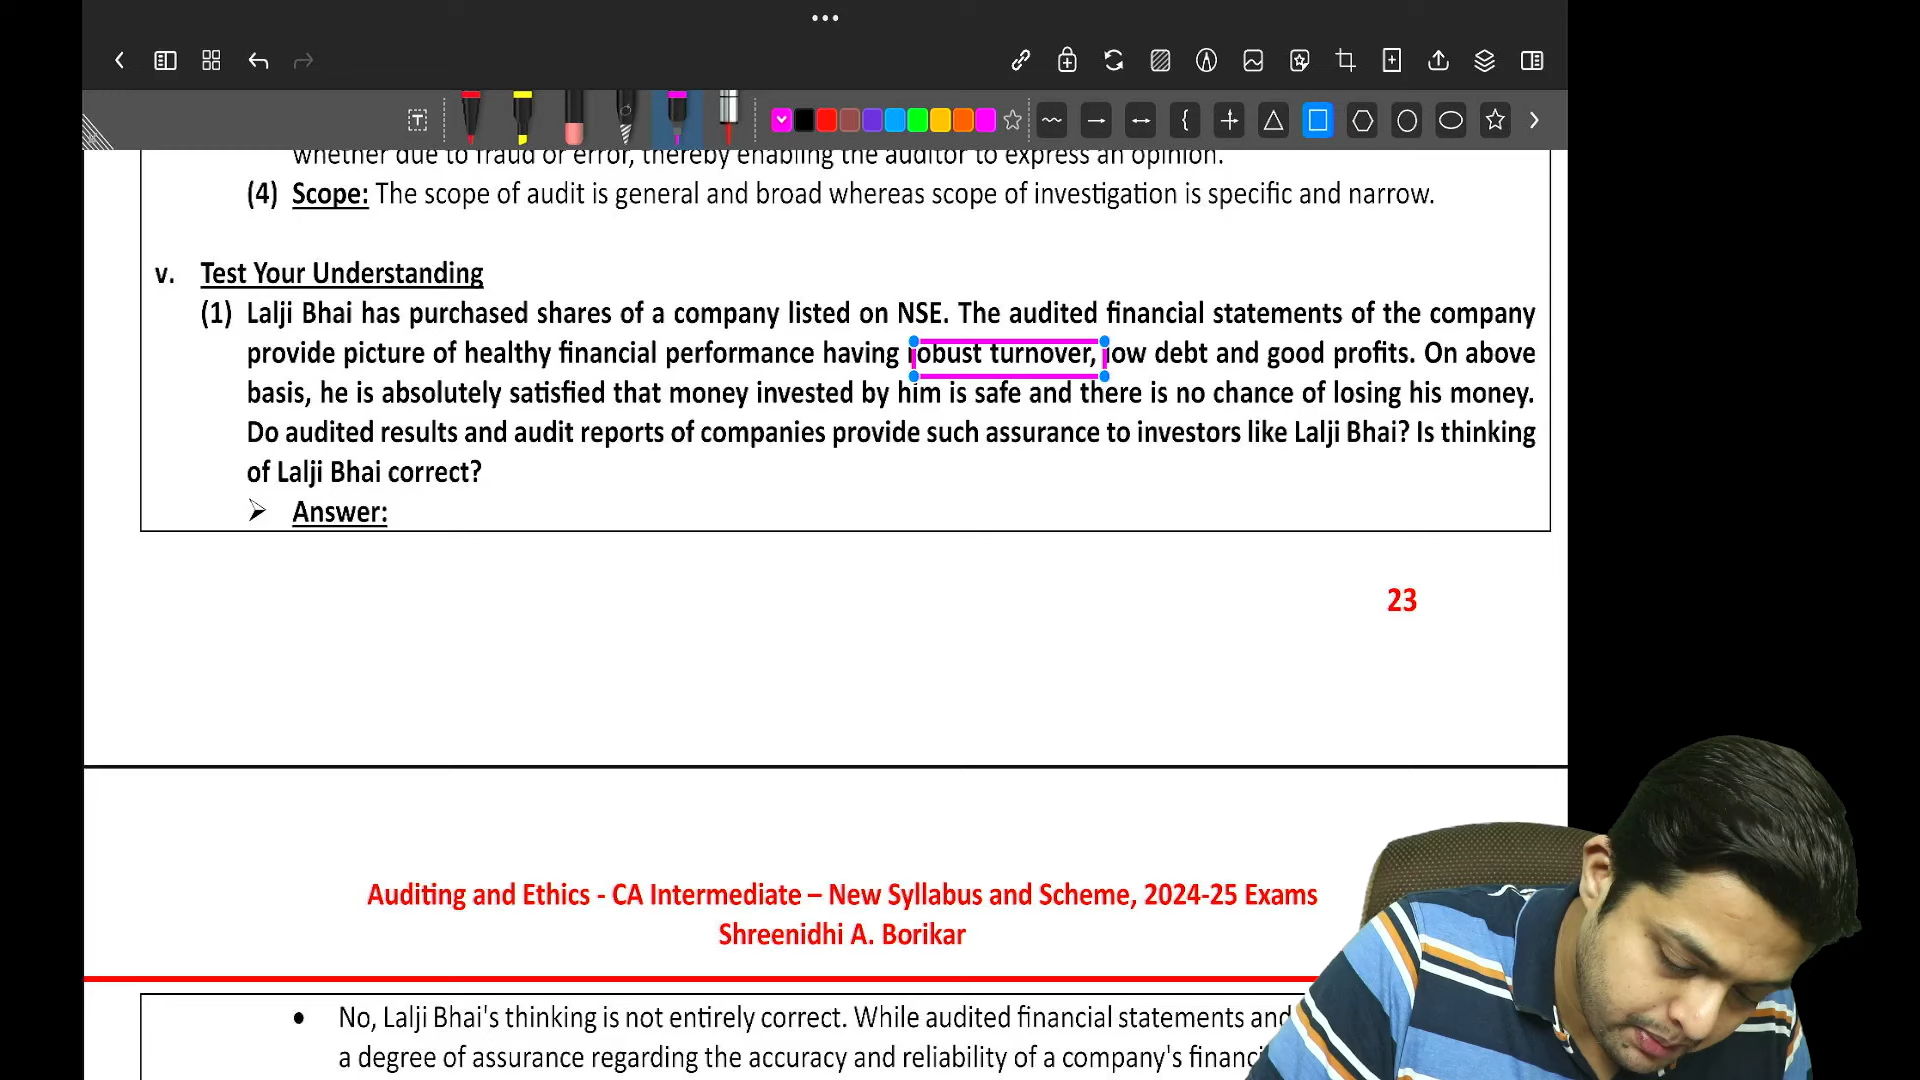 whether due to fraud or error, thereby enabling the auditor to express an opinion.
(4) Scope: The scope of audit is general and broad whereas scope of investigation is specific and narrow.
v. Test Your Understanding
(1) Lalji Bhai has purchased shares of a company listed on NSE. The audited financial statements of the company
provide picture of healthy financial performance having robust turnover, low debt and good profits. On above
basis, he is absolutely satisfied that money invested by him is safe and there is no chance of losing his money.
Do audited results and audit reports of companies provide such assurance to investors like Lalji Bhai? Is thinking
of Lalji Bhai correct?
➢ Answer:
23
Auditing and Ethics - CA Intermediate – New Syllabus and Scheme, 2024-25 Exams
Shreenidhi A. Borikar
• No, Lalji Bhai's thinking is not entirely correct. While audited financial statements and
a degree of assurance regarding the accuracy and reliability of a company's